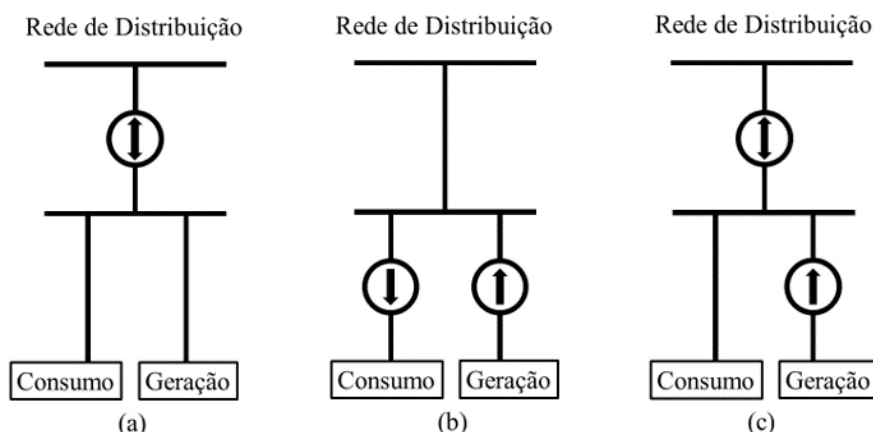 Rede de Distribuição Rede de Distribuição Rede de Distribuição
Consumo Geração Consumo Geração Consumo Geração
(a) (b) (c)